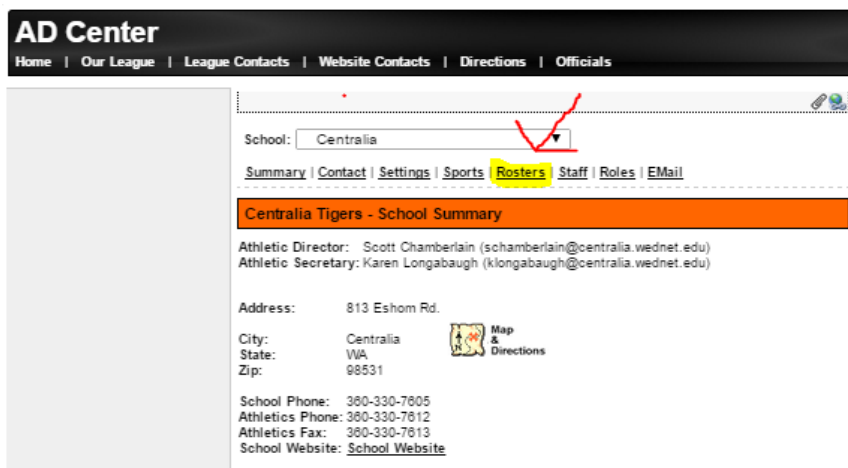 AD Center
Home | Our League | League Contacts | Website Contacts | Directions | Officials
School: Centralia
Summary | Contact | Settings | Sports | Rosters | Staff | Roles | EMail
Centralia Tigers - School Summary
Athletic Director: Scott Chamberlain (schamberlain@centralia.wednet.edu)
Athletic Secretary: Karen Longabaugh (klongabaugh@centralia.wednet.edu)
Address: 813 Eshom Rd.
City: Centralia
State: WA
Zip: 98531
Map
&
Directions
School Phone: 360-330-7605
Athletics Phone: 360-330-7612
Athletics Fax: 360-330-7613
School Website: School Website